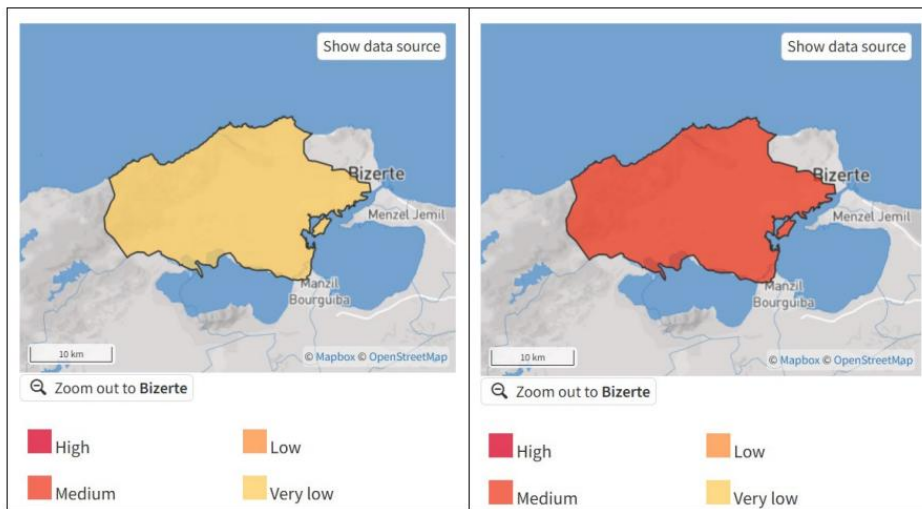 Show data source
Bizerte
Menzel Jemil
Manzil
Bourguiba
10 km
© Mapbox © OpenStreetMap
Zoom out to Bizerte
High
Low
Medium
Very low
Show data source
Bizerte
Menzel Jemil
Manzil
Bourguiba
10 km
© Mapbox © OpenStreetMap
Zoom out to Bizerte
High
Low
Medium
Very low